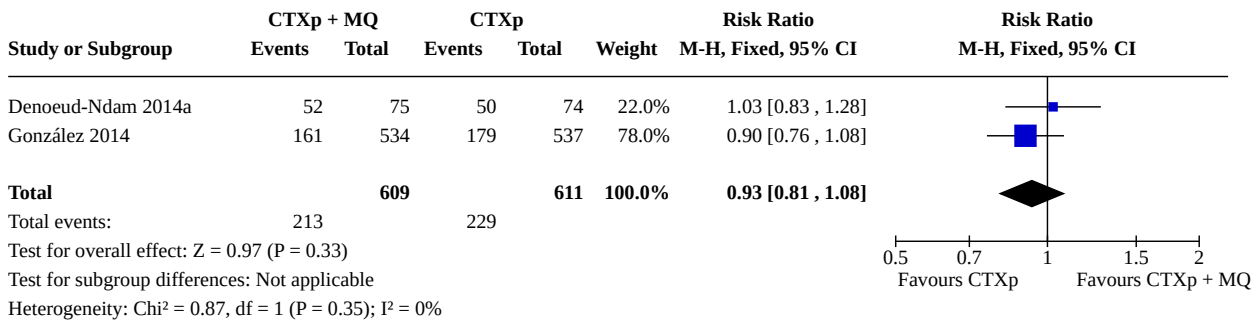 CTXp + MQ CTXp Risk Ratio Risk Ratio
Study or Subgroup Events Total Events Total Weight M-H, Fixed, 95% CI M-H, Fixed, 95% CI
Denoeud-Ndam 2014a 52 75 50 74 22.0% 1.03 [0.83 , 1.28]
González 2014 161 534 179 537 78.0% 0.90 [0.76 , 1.08]
Total 609 611 100.0% 0.93 [0.81 , 1.08]
Total events: 213 229
Test for overall effect: Z = 0.97 (P = 0.33)
Test for subgroup differences: Not applicable
Heterogeneity: Chi² = 0.87, df = 1 (P = 0.35); I² = 0%
0.5 0.7 1 1.5 2
Favours CTXp Favours CTXp + MQ